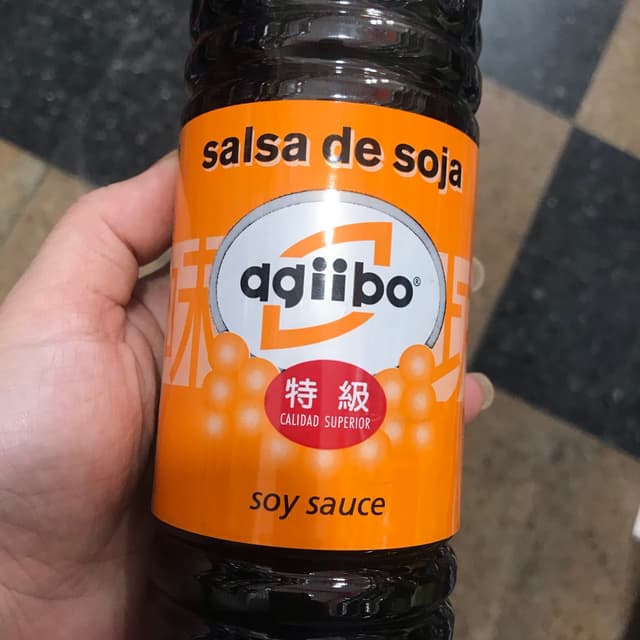 salsa de soja
agiibo®
特級
CALIDAD SUPERIOR
soy sauce